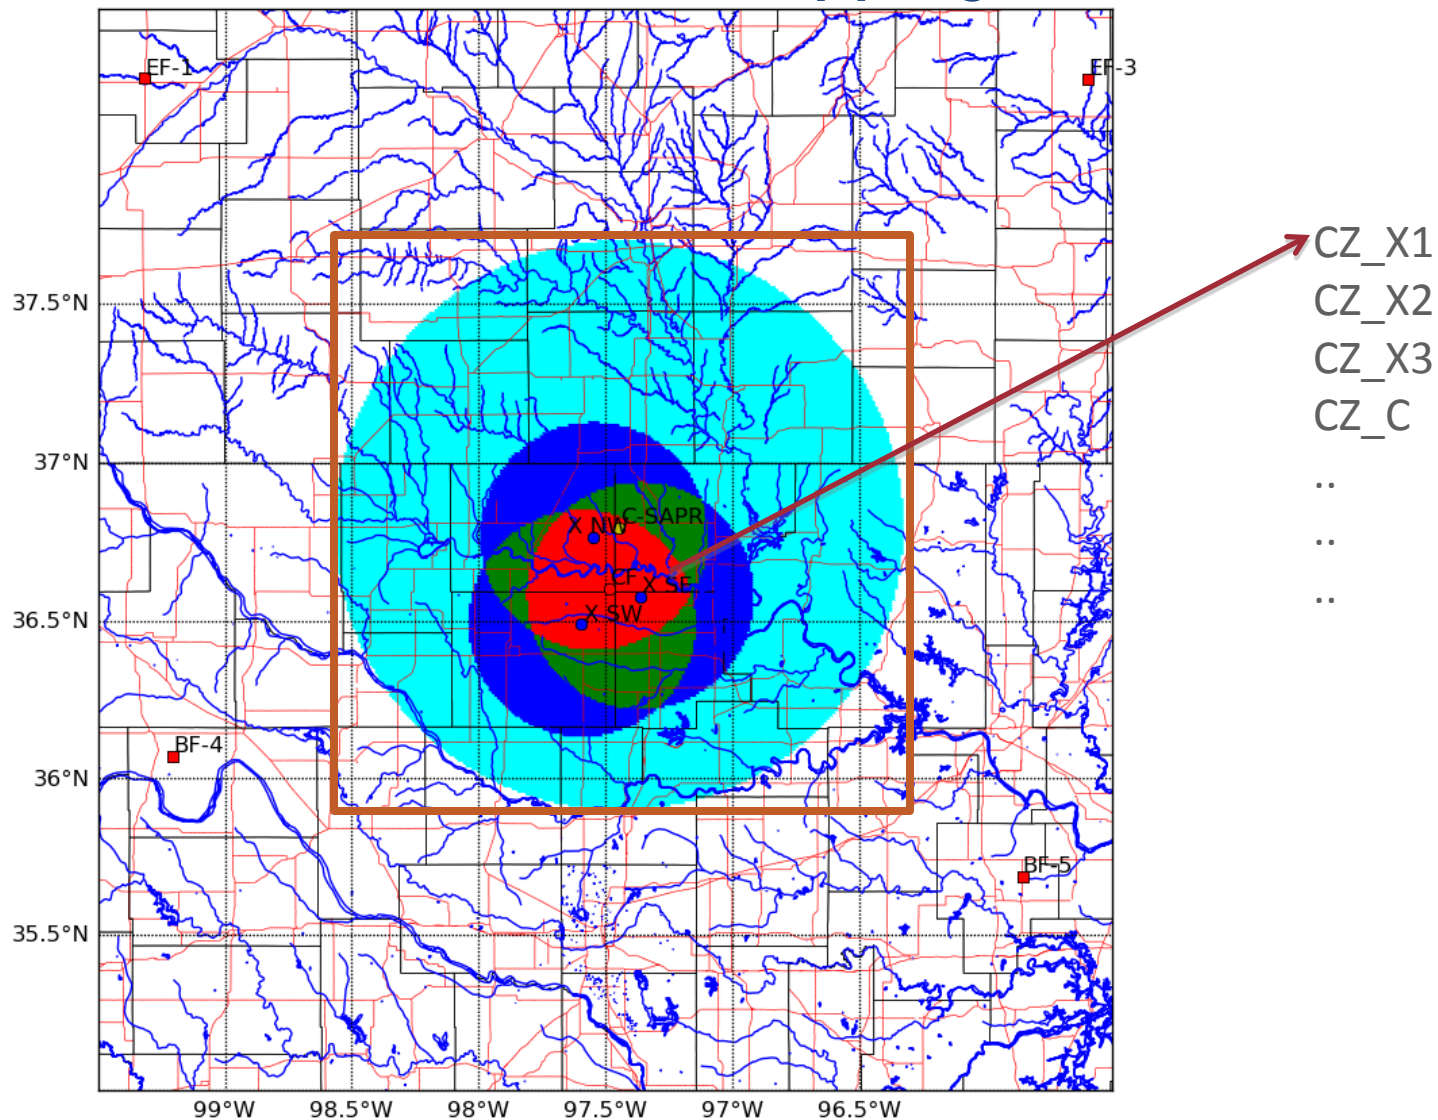 EF-1
EF-3
CZ_X1
CZ_X2
37.5°N
CZ_X3
CZ_C
37°N
..
C-SAPR
X NW
..
CF
X SE
..
X SW
36.5°N
BF-4
36°N
BF-5
35.5°N
99°W 98.5°W 98°W 97.5°W 97°W 96.5°W